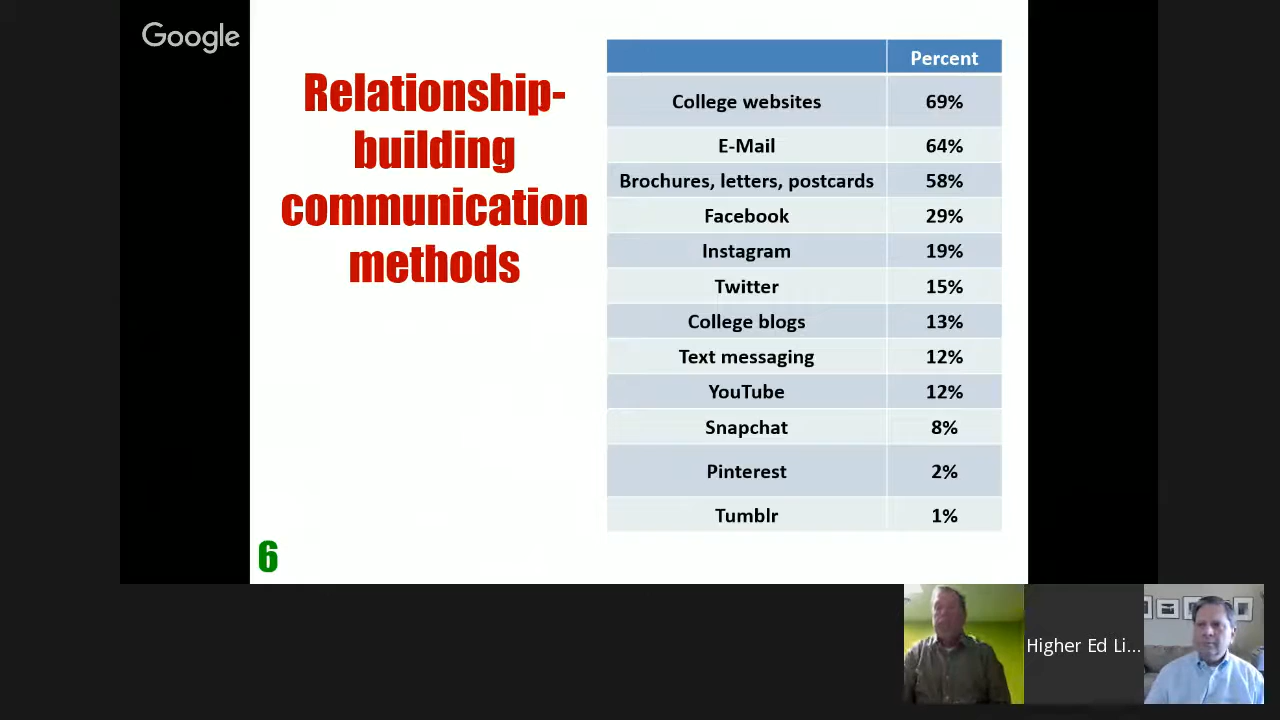 Google
Relationship-
building
communication
methods
Percent
College websites 69%
E-Mail 64%
Brochures, letters, postcards 58%
Facebook 29%
Instagram 19%
Twitter 15%
College blogs 13%
Text messaging 12%
YouTube 12%
Snapchat 8%
Pinterest 2%
Tumblr 1%
6
Higher Ed Li...